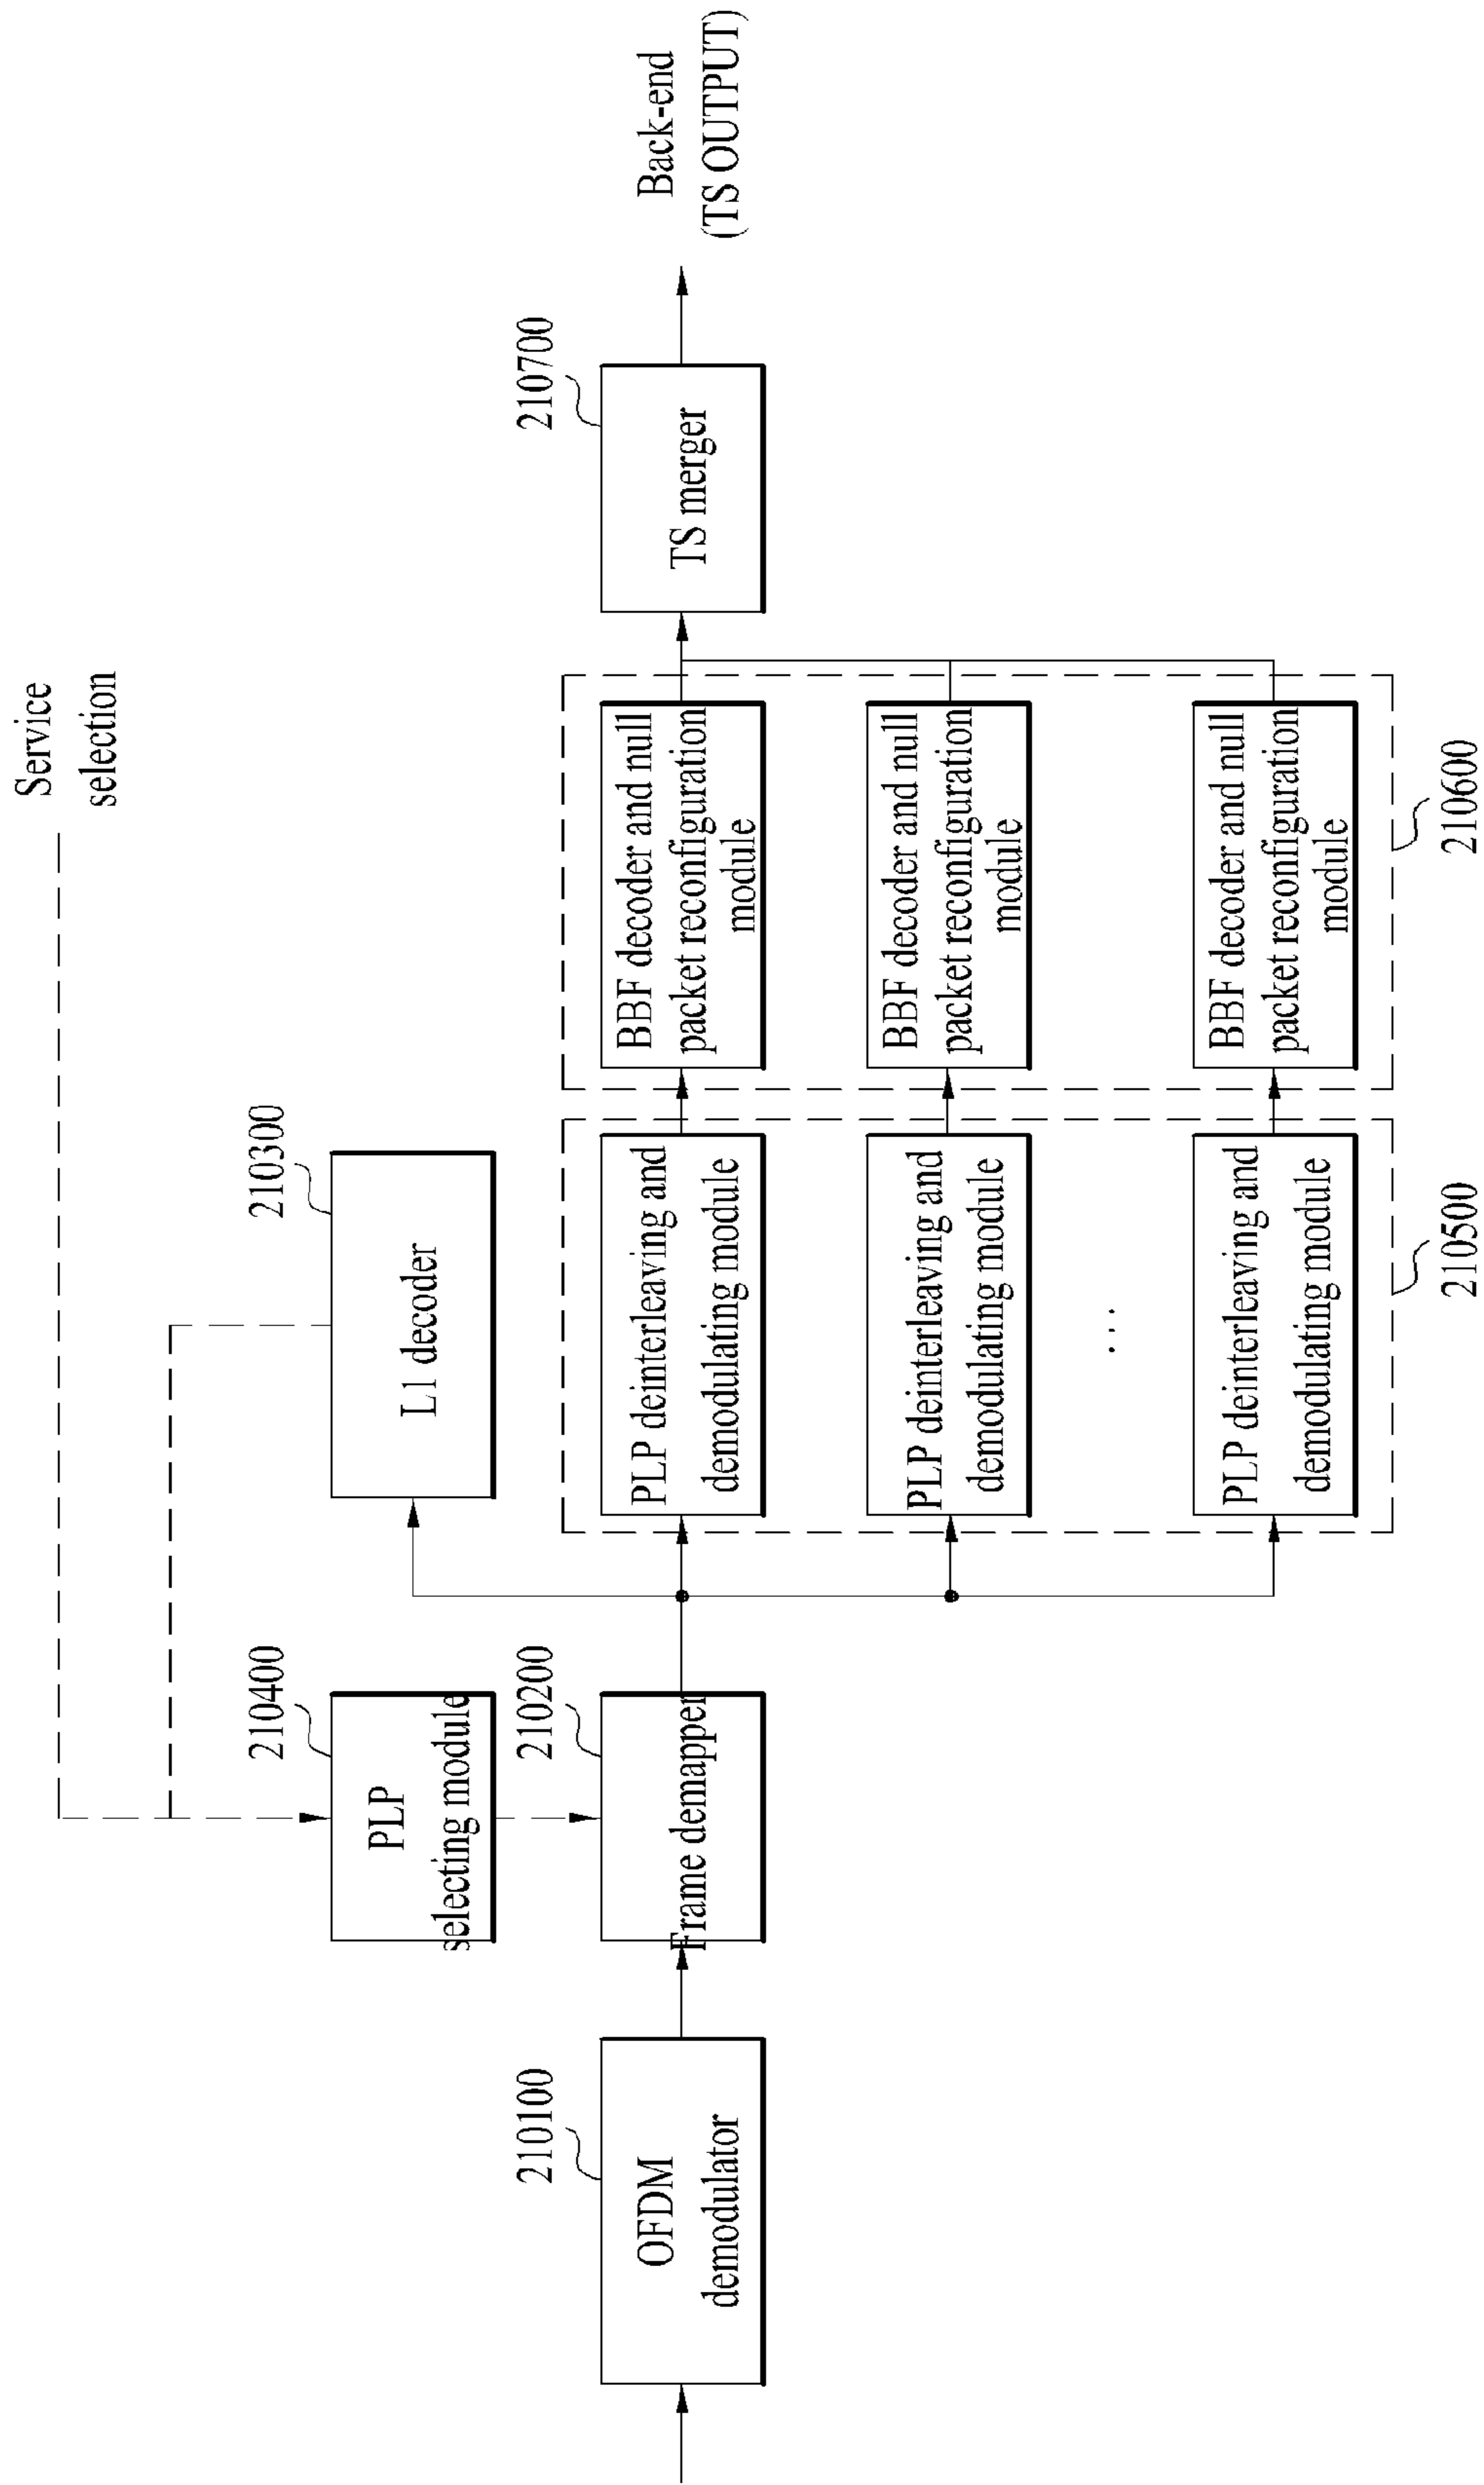 Service
selection
210400
PLP
selecting module
210300
L1 decoder
210100
OFDM
demodulator
210200
Frame demapper
PLP deinterleaving and
demodulating module
BBF decoder and null
packet reconfiguration
module
210700
TS merger
Back-end
(TS OUTPUT)
PLP deinterleaving and
demodulating module
BBF decoder and null
packet reconfiguration
module
...
PLP deinterleaving and
demodulating module
BBF decoder and null
packet reconfiguration
module
210500
210600